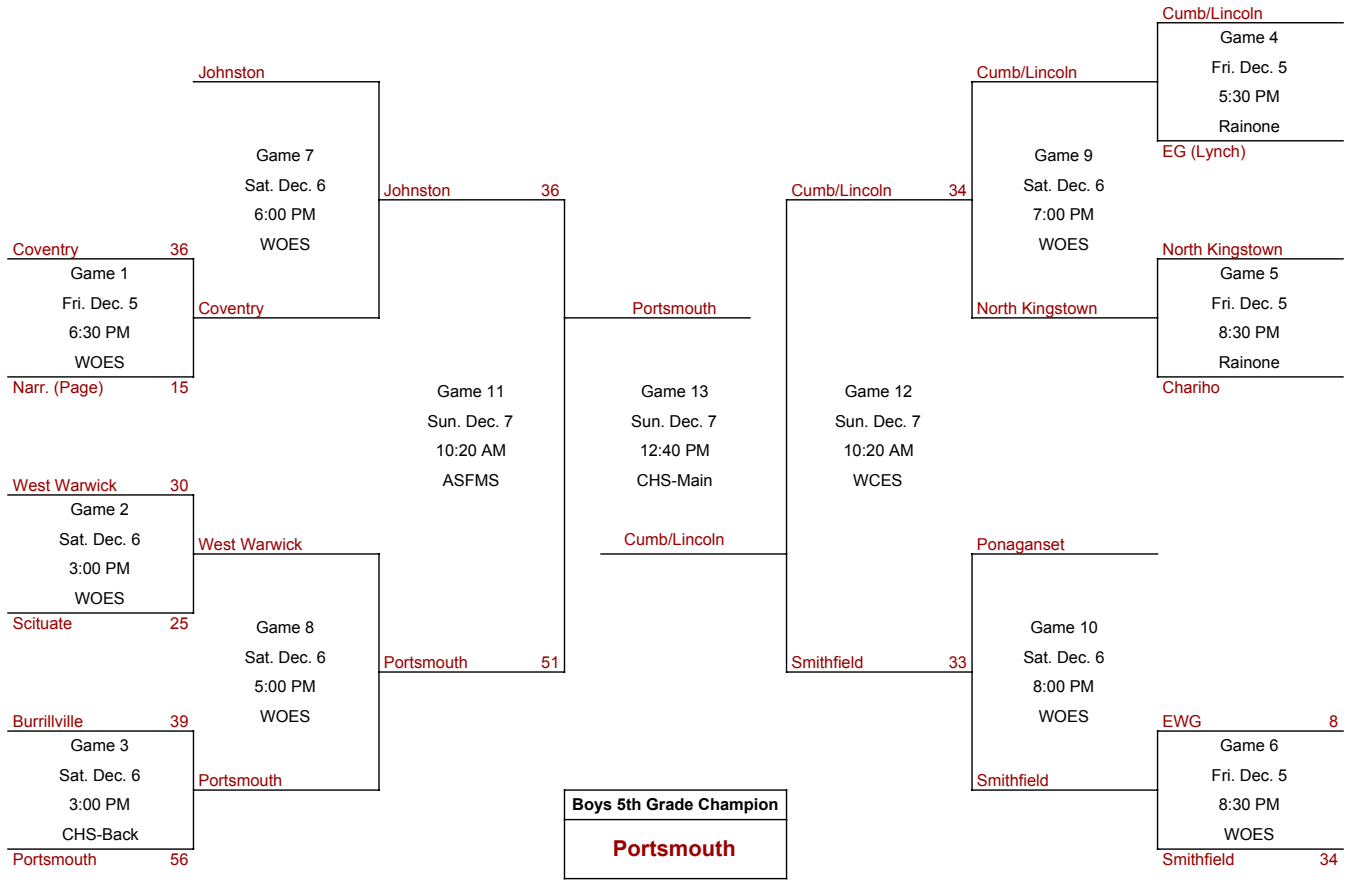 Cumb/Lincoln
Game 4
Fri. Dec. 5
5:30 PM
Rainone
EG (Lynch)
Johnston
Cumb/Lincoln
Game 7
Sat. Dec. 6
6:00 PM
WOES
Game 9
Sat. Dec. 6
7:00 PM
WOES
Johnston 36
Cumb/Lincoln 34
Coventry 36
Game 1
Fri. Dec. 5
6:30 PM
WOES
Narr. (Page) 15
Coventry
Portsmouth
North Kingstown
North Kingstown
Game 5
Fri. Dec. 5
8:30 PM
Rainone
Chariho
Game 11
Sun. Dec. 7
10:20 AM
ASFMS
Game 13
Sun. Dec. 7
12:40 PM
CHS-Main
Game 12
Sun. Dec. 7
10:20 AM
WCES
West Warwick 30
Game 2
Sat. Dec. 6
3:00 PM
WOES
Scituate 25
West Warwick
Cumb/Lincoln
Ponaganset
Game 8
Sat. Dec. 6
5:00 PM
WOES
Game 10
Sat. Dec. 6
8:00 PM
WOES
Portsmouth 51
Smithfield 33
Burrillville 39
Game 3
Sat. Dec. 6
3:00 PM
CHS-Back
Portsmouth 56
Portsmouth
Smithfield
EWG 8
Game 6
Fri. Dec. 5
8:30 PM
WOES
Smithfield 34
Boys 5th Grade Champion
Portsmouth